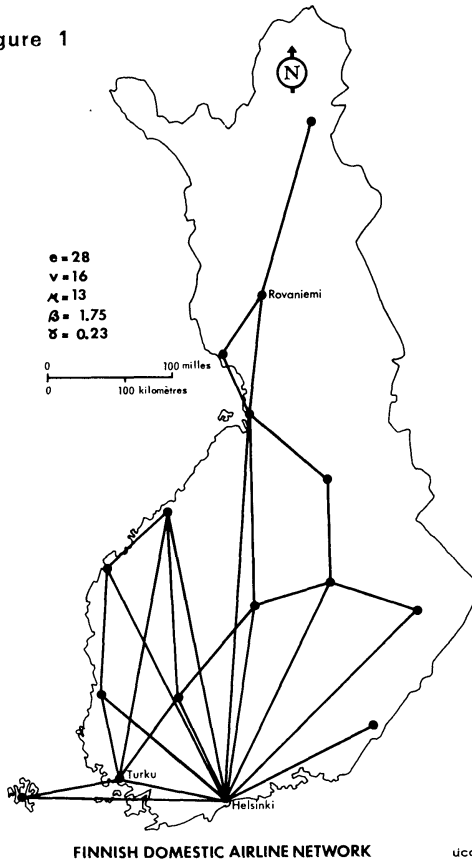 gure 1
N
e = 28
v = 16
μ = 13
β = 1.75
γ = 0.23
Rovaniemi
0 100 milles
0 100 kilomètres
Turku
Helsinki
FINNISH DOMESTIC AIRLINE NETWORK